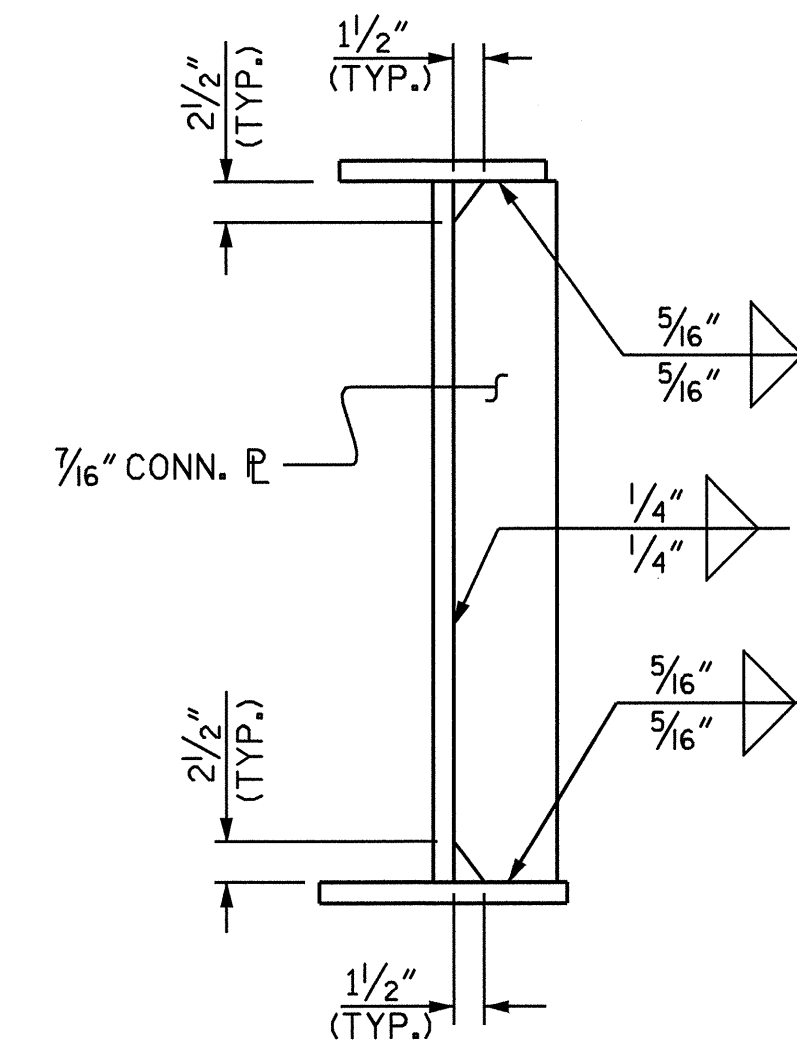 1 1/2"
(TYP.)
2 1/2"
(TYP.)
5/16"
5/16"
7/16" CONN. ℄
1/4"
1/4"
5/16"
5/16"
2 1/2"
(TYP.)
1 1/2"
(TYP.)